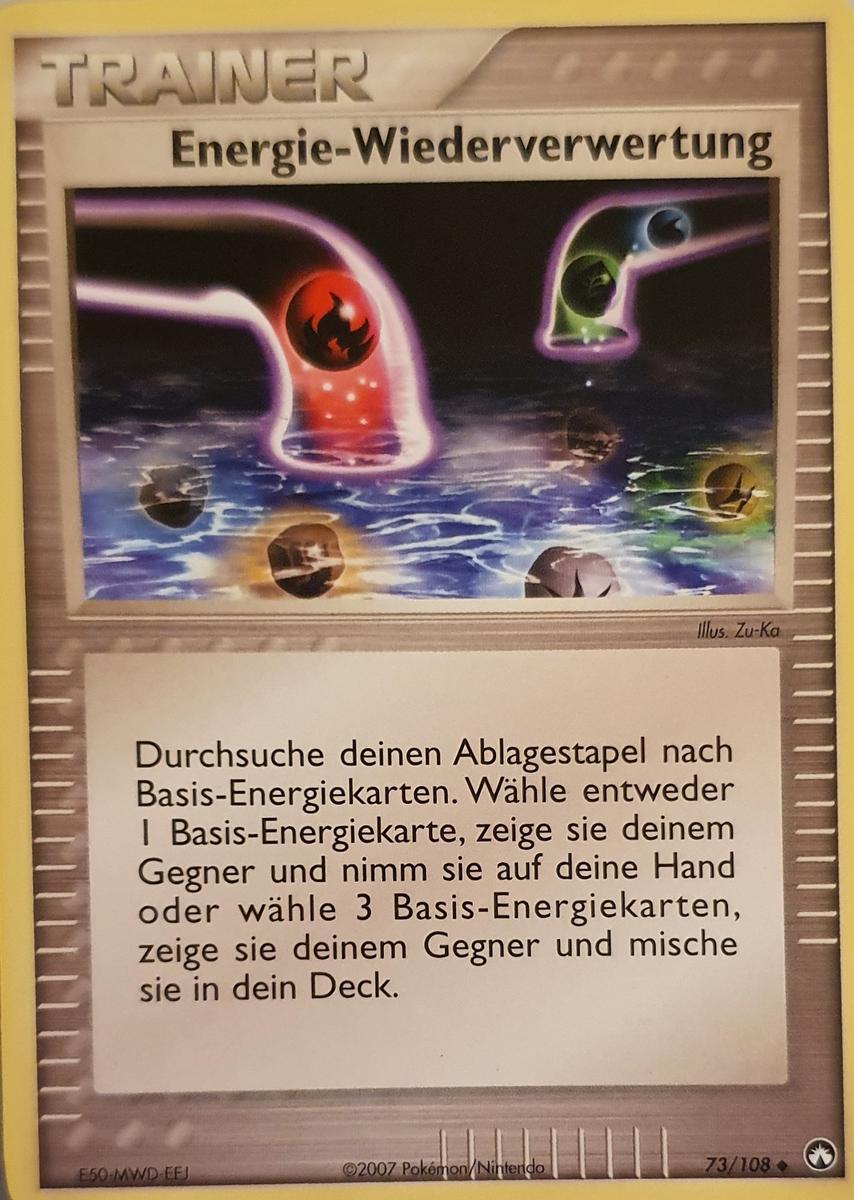 TRAINER
Energie-Wiederverwertung
Illus. Zu-Ka
Durchsuche deinen Ablagestapel nach
Basis-Energiekarten. Wähle entweder
1 Basis-Energiekarte, zeige sie deinem
Gegner und nimm sie auf deine Hand
oder wähle 3 Basis-Energiekarten,
zeige sie deinem Gegner und mische
sie in dein Deck.
E50-MWD-EFJ ©2007 Pokémon/Nintendo 73/108 ◆